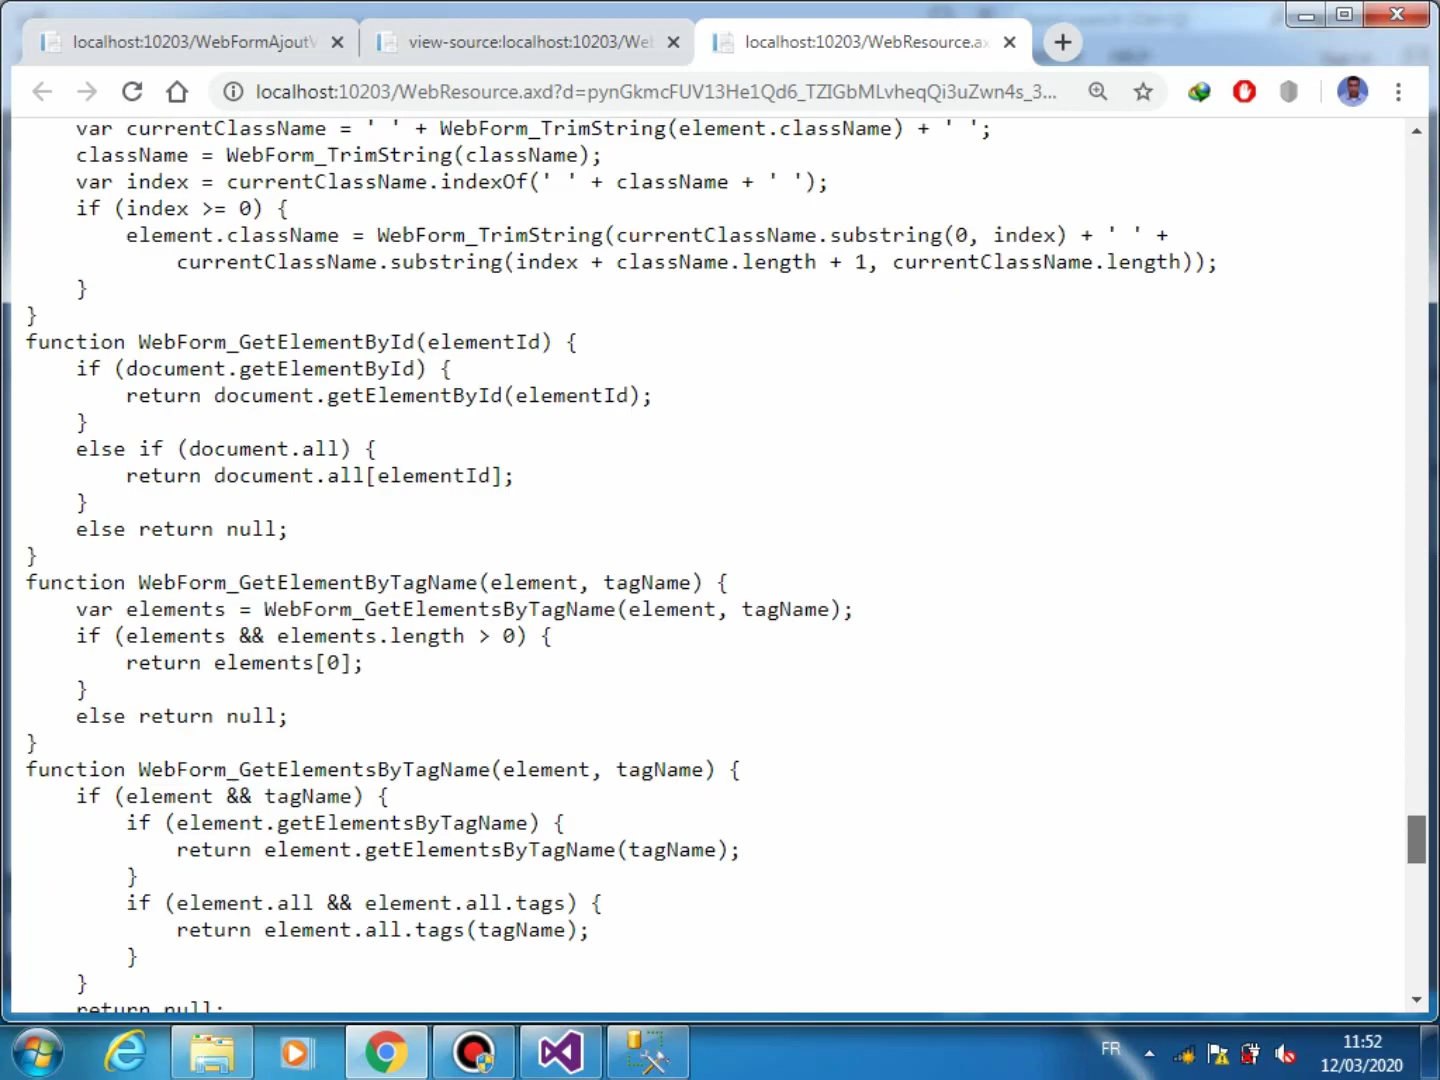 localhost:10203/WebFormAjoutV
view-source:localhost:10203/Web
localhost:10203/WebResource.ax
localhost:10203/WebResource.axd?d=pynGkmcFUV13He1Qd6_TZIGbMLvheqQi3uZwn4s_3...
var currentClassName = ' ' + WebForm_TrimString(element.className) + ' ';
className = WebForm_TrimString(className);
var index = currentClassName.indexOf(' ' + className + ' ');
if (index >= 0) {
element.className = WebForm_TrimString(currentClassName.substring(0, index) + ' ' +
currentClassName.substring(index + className.length + 1, currentClassName.length));
}
}
function WebForm_GetElementById(elementId) {
if (document.getElementById) {
return document.getElementById(elementId);
}
else if (document.all) {
return document.all[elementId];
}
else return null;
}
function WebForm_GetElementByTagName(element, tagName) {
var elements = WebForm_GetElementsByTagName(element, tagName);
if (elements && elements.length > 0) {
return elements[0];
}
else return null;
}
function WebForm_GetElementsByTagName(element, tagName) {
if (element && tagName) {
if (element.getElementsByTagName) {
return element.getElementsByTagName(tagName);
}
if (element.all && element.all.tags) {
return element.all.tags(tagName);
}
}
return null;
FR
11:52
12/03/2020